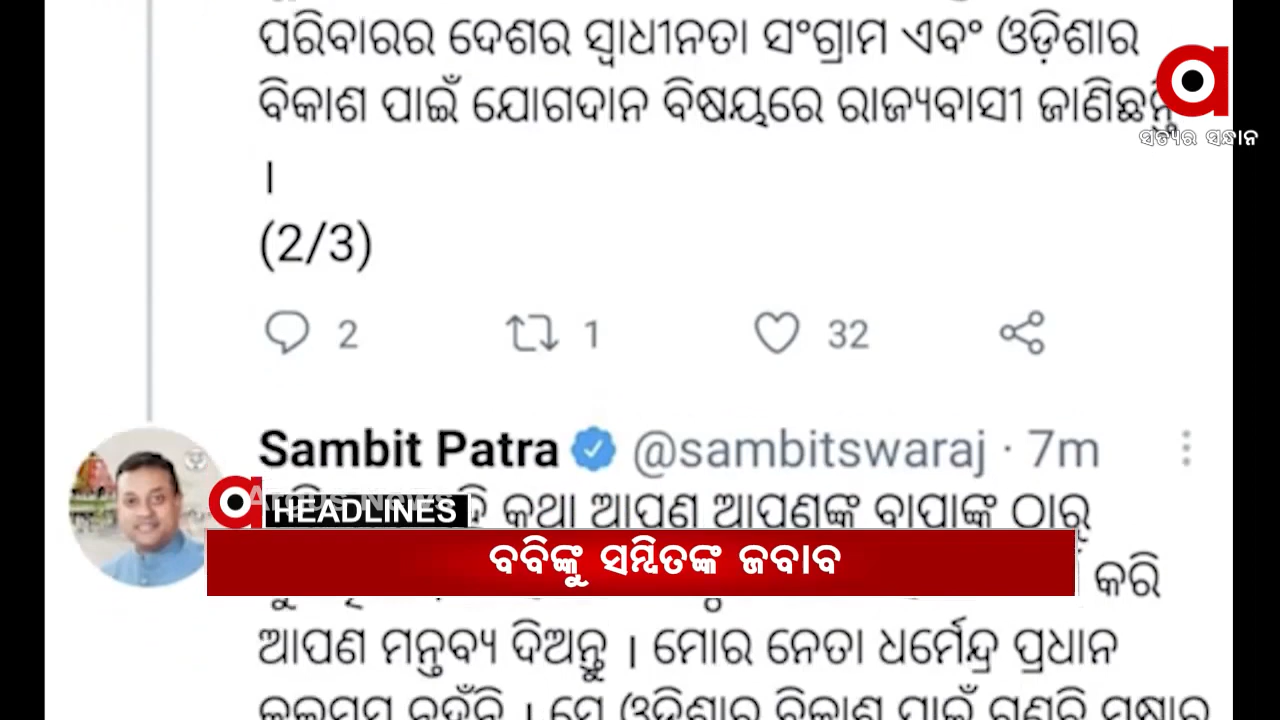 ପରିବାରର ଦେଶର ସ୍ୱାଧୀନତା ସଂଗ୍ରାମ ଏବଂ ଓଡ଼ିଶାର
ବିକାଶ ପାଇଁ ଯୋଗଦାନ ବିଷୟରେ ରାଜ୍ୟବାସୀ ଜାଣିଛନ୍ତି
।
(2/3)
a
ସତ୍ୟର ସନ୍ଧାନ
2 1 32
Sambit Patra @sambitswaraj · 7m
କଥା ଆପଣ ଆପଣଙ୍କ ବାପାଙ୍କ ଠାରୁ
HEADLINES
ବବିଙ୍କୁ ସମ୍ବିତଙ୍କ ଜବାବ
କରି
ଆପଣ ମନ୍ତବ୍ୟ ଦିଅନ୍ତୁ । ମୋର ନେତା ଧର୍ମେନ୍ଦ୍ର ପ୍ରଧାନ
ନୁହଁନ୍ତି । ସେ ଓଡ଼ିଶାର ବିକାଶ ପାଇଁ